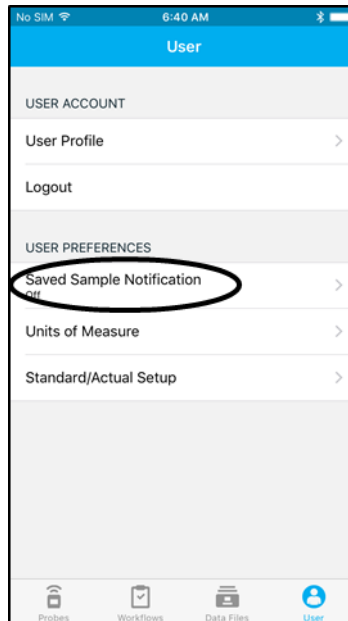 No SIM 6:40 AM
User
USER ACCOUNT
User Profile
Logout
USER PREFERENCES
Saved Sample Notification
Off
Units of Measure
Standard/Actual Setup
Probes Workflows Data Files User